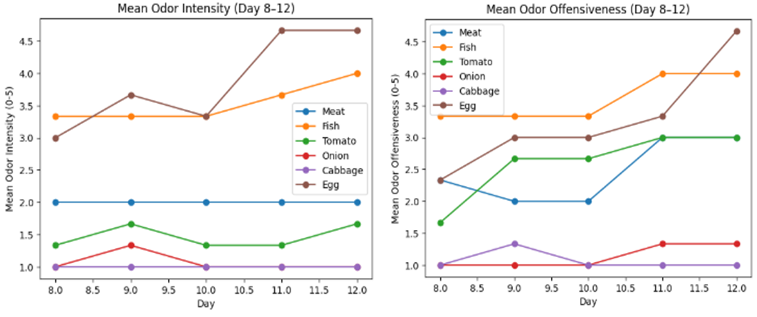 Mean Odor Intensity (Day 8–12)
Mean Odor Intensity (0-5)
4.5
4.0
3.5
3.0
2.5
2.0
1.5
1.0
Meat
Fish
Tomato
Onion
Cabbage
Egg
8.0 8.5 9.0 9.5 10.0 10.5 11.0 11.5 12.0
Day
Mean Odor Offensiveness (Day 8–12)
Mean Odor Offensiveness (0-5)
4.5
4.0
3.5
3.0
2.5
2.0
1.5
1.0
Meat
Fish
Tomato
Onion
Cabbage
Egg
8.0 8.5 9.0 9.5 10.0 10.5 11.0 11.5 12.0
Day